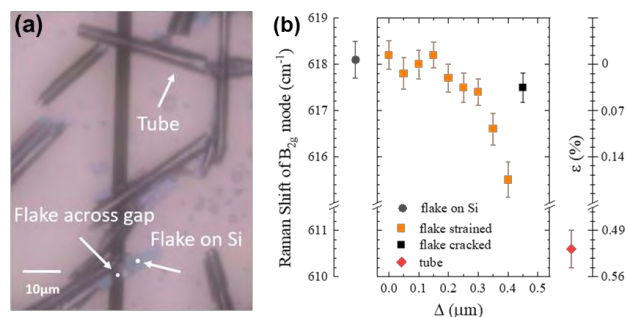 (a)
Tube
Flake across gap
Flake on Si
10μm
(b)
Raman Shift of B2g mode (cm-1)
619
618
617
616
611
610
flake on Si
flake strained
flake cracked
tube
0.0 0.1 0.2 0.3 0.4 0.5
Δ (μm)
0
0.07
0.14
0.49
0.56
ε (%)